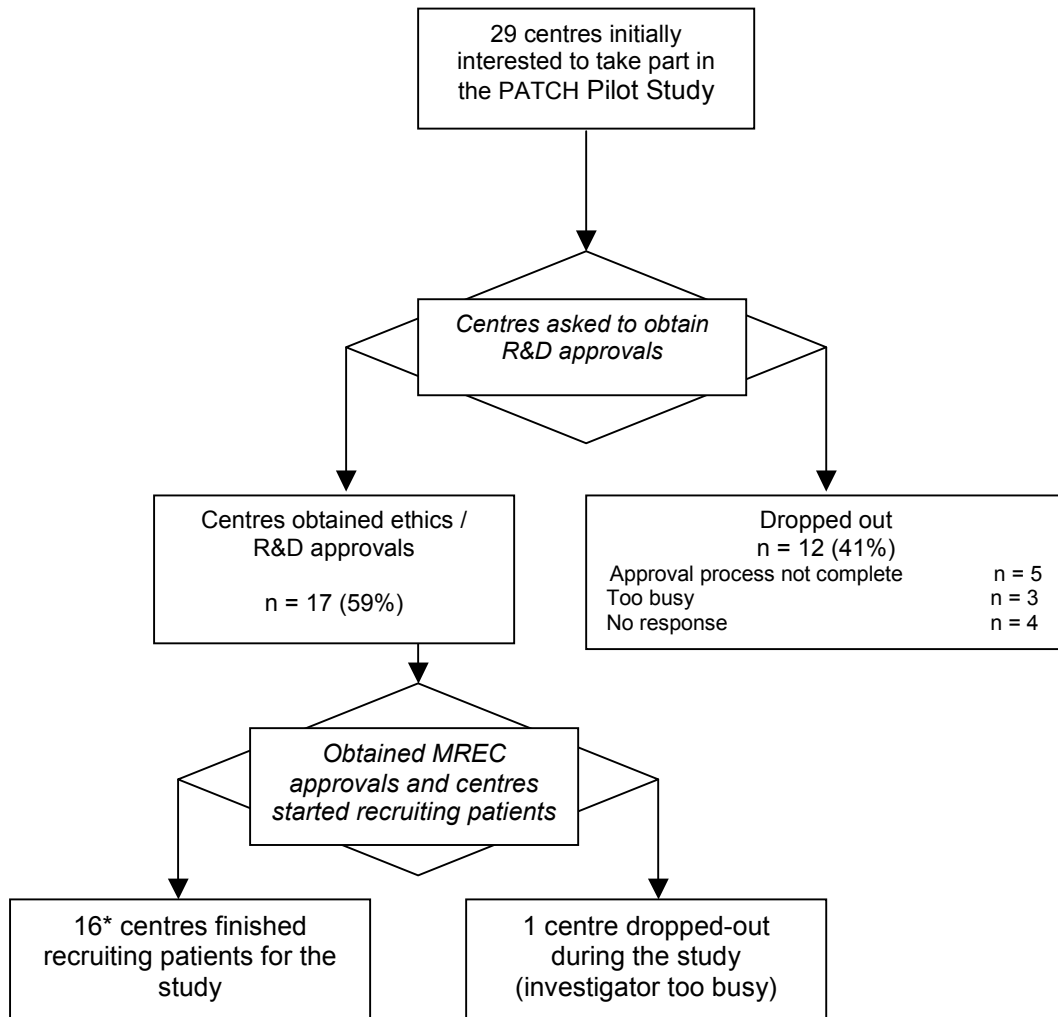 29 centres initially
interested to take part in
the PATCH Pilot Study
Centres asked to obtain
R&D approvals
Centres obtained ethics /
R&D approvals
n = 17 (59%)
Dropped out
n = 12 (41%)
Approval process not complete n = 5
Too busy n = 3
No response n = 4
Obtained MREC
approvals and centres
started recruiting patients
16* centres finished
recruiting patients for the
study
1 centre dropped-out
during the study
(investigator too busy)